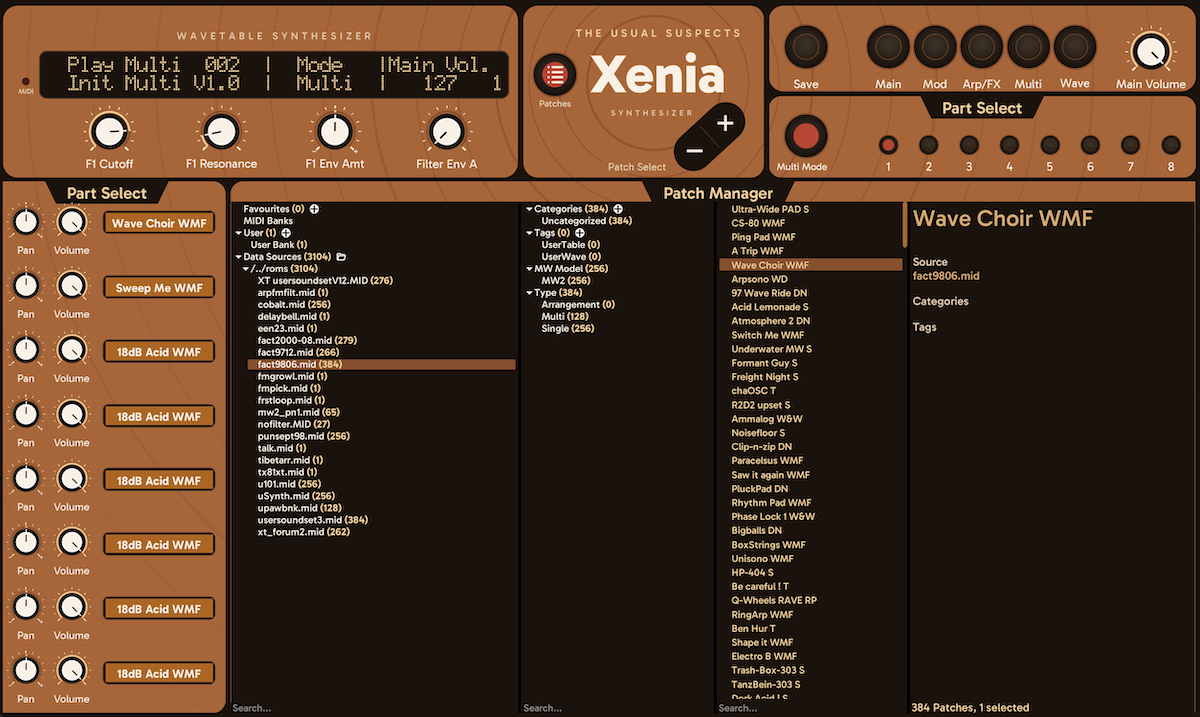 WAVETABLE SYNTHESIZER
Play Multi 002 | Mode |Main Vol.
Init Multi V1.0 | Multi | 127 1
MIDI
F1 Cutoff
F1 Resonance
F1 Env Amt
Filter Env A
THE USUAL SUSPECTS
Xenia
SYNTHESIZER
Patches
+
−
Patch Select
Save
Main
Mod
Arp/FX
Multi
Wave
Main Volume
Part Select
Multi Mode
1 2 3 4 5 6 7 8
Part Select
Wave Choir WMF
Pan Volume
Sweep Me WMF
Pan Volume
18dB Acid WMF
Pan Volume
18dB Acid WMF
Pan Volume
18dB Acid WMF
Pan Volume
18dB Acid WMF
Pan Volume
18dB Acid WMF
Pan Volume
18dB Acid WMF
Pan Volume
Patch Manager
Favourites (0)
MIDI Banks
User (1)
User Bank (1)
Data Sources (3104)
/../roms (3104)
XT usersoundsetV12.MID (276)
arpfmfilt.mid (1)
cobalt.mid (256)
delaybell.mid (1)
een23.mid (1)
fact2000-08.mid (279)
fact9712.mid (266)
fact9806.mid (384)
fmgrowl.mid (1)
fmpick.mid (1)
frstloop.mid (1)
mw2_pn1.mid (65)
nofilter.MID (27)
punsept98.mid (256)
talk.mid (1)
tibetarr.mid (1)
tx81xt.mid (1)
u101.mid (256)
uSynth.mid (256)
upawbnk.mid (128)
usersoundset3.mid (384)
xt_forum2.mid (262)
Search...
Categories (384)
Uncategorized (384)
Tags (0)
UserTable (0)
UserWave (0)
MW Model (256)
MW2 (256)
Type (384)
Arrangement (0)
Multi (128)
Single (256)
Search...
Ultra-Wide PAD S
CS-80 WMF
Ping Pad WMF
A Trip WMF
Wave Choir WMF
Arpsono WD
97 Wave Ride DN
Acid Lemonade S
Atmosphere 2 DN
Switch Me WMF
Underwater MW S
Formant Guy S
Freight Night S
chaOSC T
R2D2 upset S
Ammalog W&W
Noisefloor S
Clip-n-zip DN
Paracelsus WMF
Saw it again WMF
PluckPad DN
Rhythm Pad WMF
Phase Lock 1 W&W
Bigballs DN
BoxStrings WMF
Unisono WMF
HP-404 S
Be careful ! T
Q-Wheels RAVE RP
RingArp WMF
Ben Hur T
Shape it WMF
Electro B WMF
Trash-Box-303 S
TanzBein-303 S
Dork Acid I S
Search...
Wave Choir WMF
Source
fact9806.mid
Categories
Tags
384 Patches, 1 selected